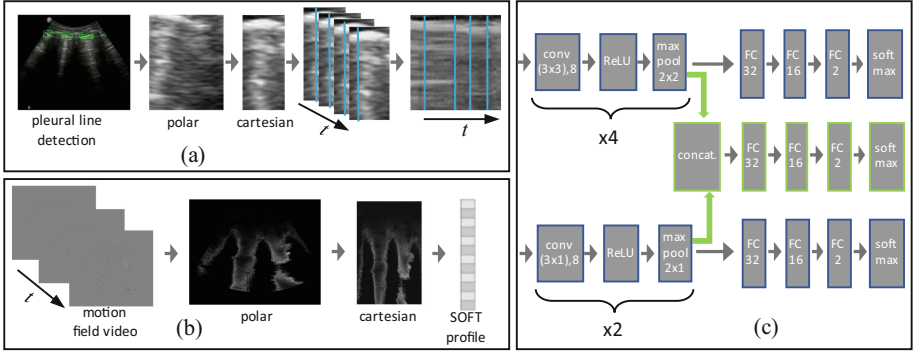 pleural line
detection
polar
cartesian
t
t
(a)
motion
field video
t
polar
cartesian
SOFT
profile
(b)
conv
(3x3),8
ReLU
max
pool
2x2
FC
32
FC
16
FC
2
soft
max
x4
concat.
FC
32
FC
16
FC
2
soft
max
conv
(3x1),8
ReLU
max
pool
2x1
FC
32
FC
16
FC
2
soft
max
x2
(c)